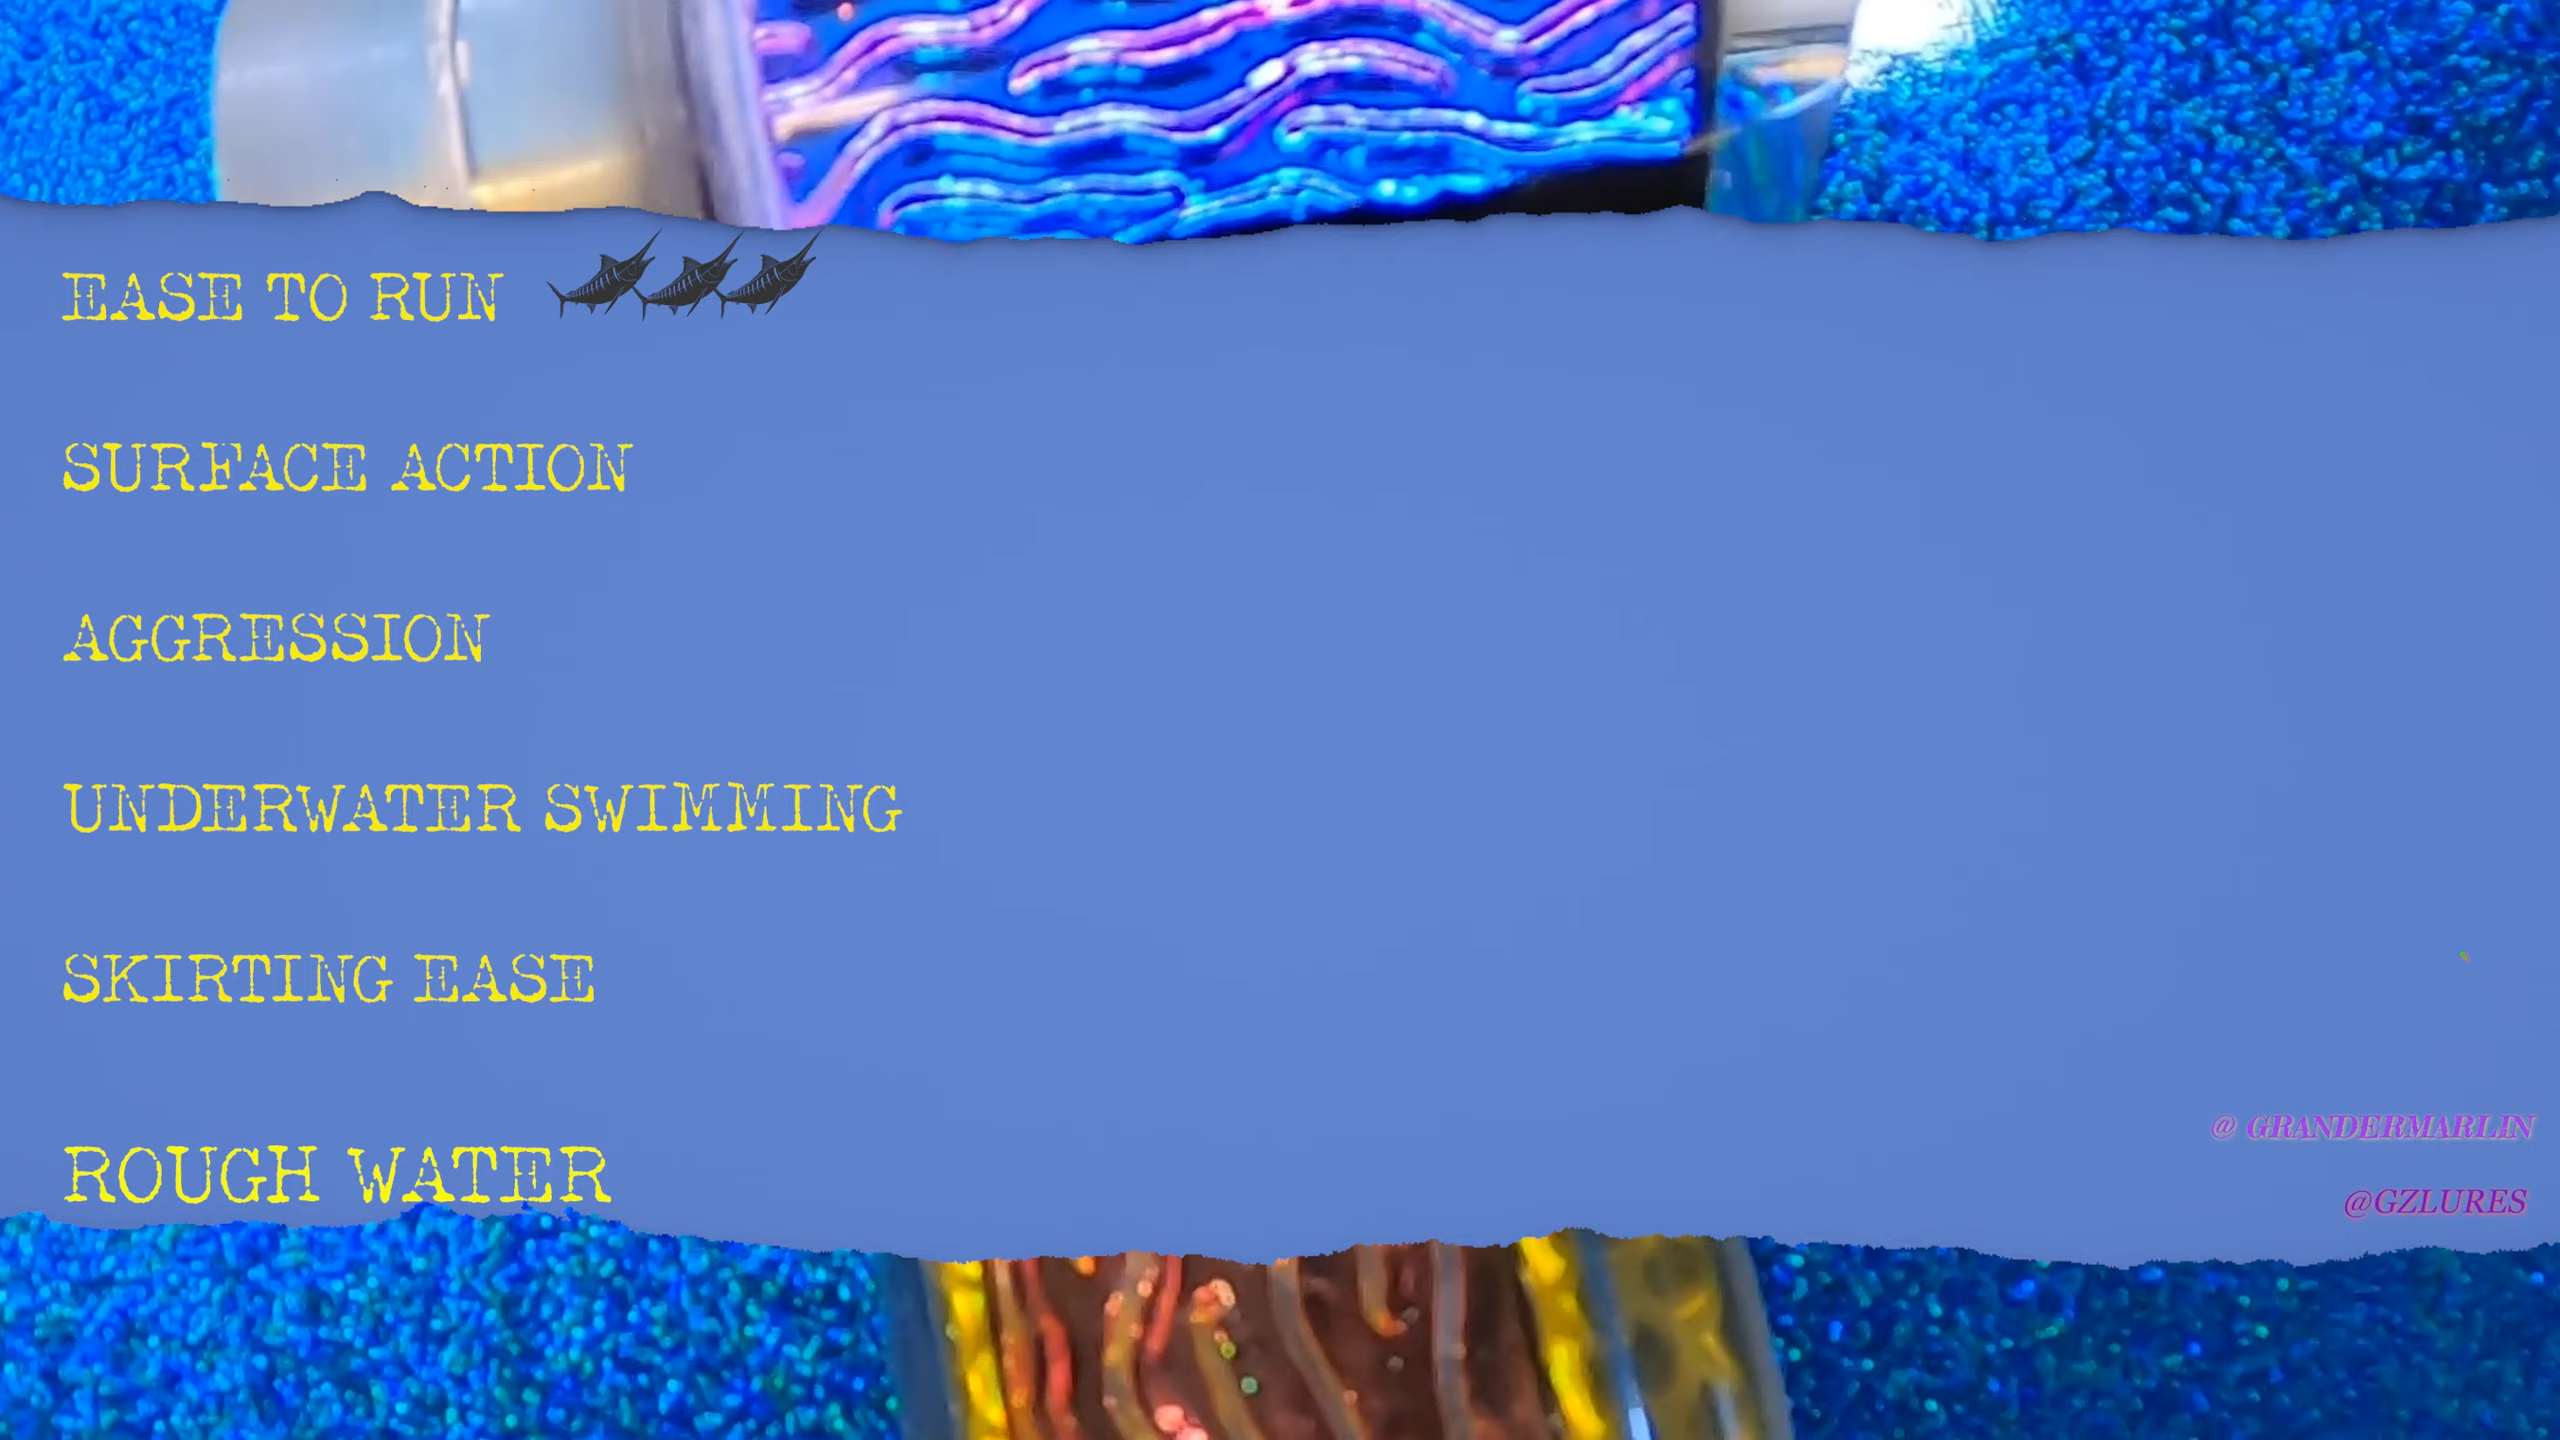 EASE TO RUN
SURFACE ACTION
AGGRESSION
UNDERWATER SWIMMING
SKIRTING EASE
@ GRANDERMARLIN
ROUGH WATER
@GZLURES